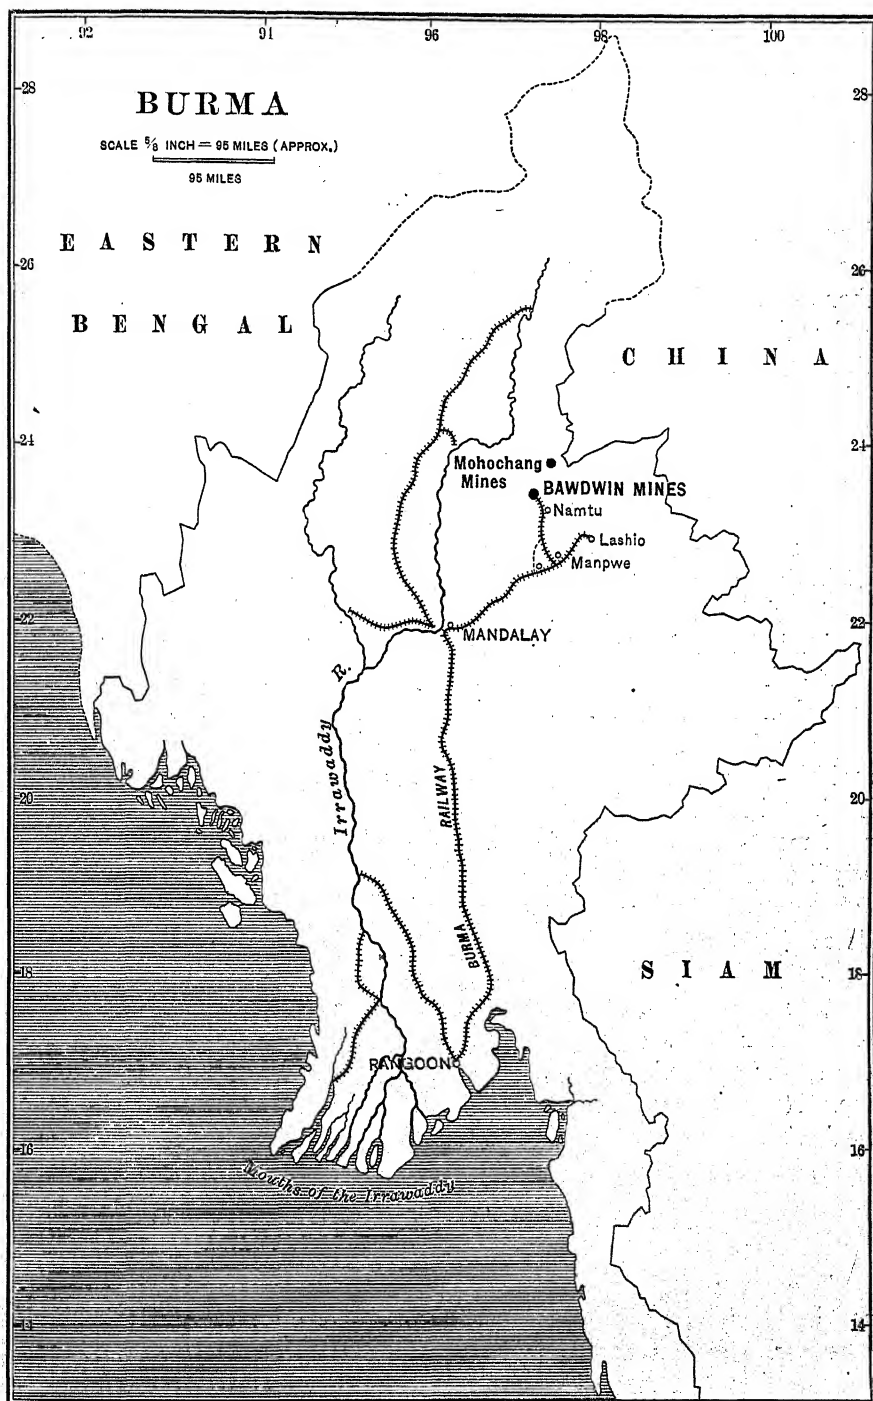 92 91 96 98 100
28 28
BURMA
SCALE ⅝ INCH = 95 MILES (APPROX.)
95 MILES
EASTERN
26 26
BENGAL
CHINA
24 24
Mohochang
Mines
BAWDWIN MINES
Namtu
Lashio
Manpwe
22 22
MANDALAY
Irrawaddy R.
RAILWAY
20 20
BURMA
18 18
SIAM
RANGOON
16 16
Mouths of the Irrawaddy
14 14